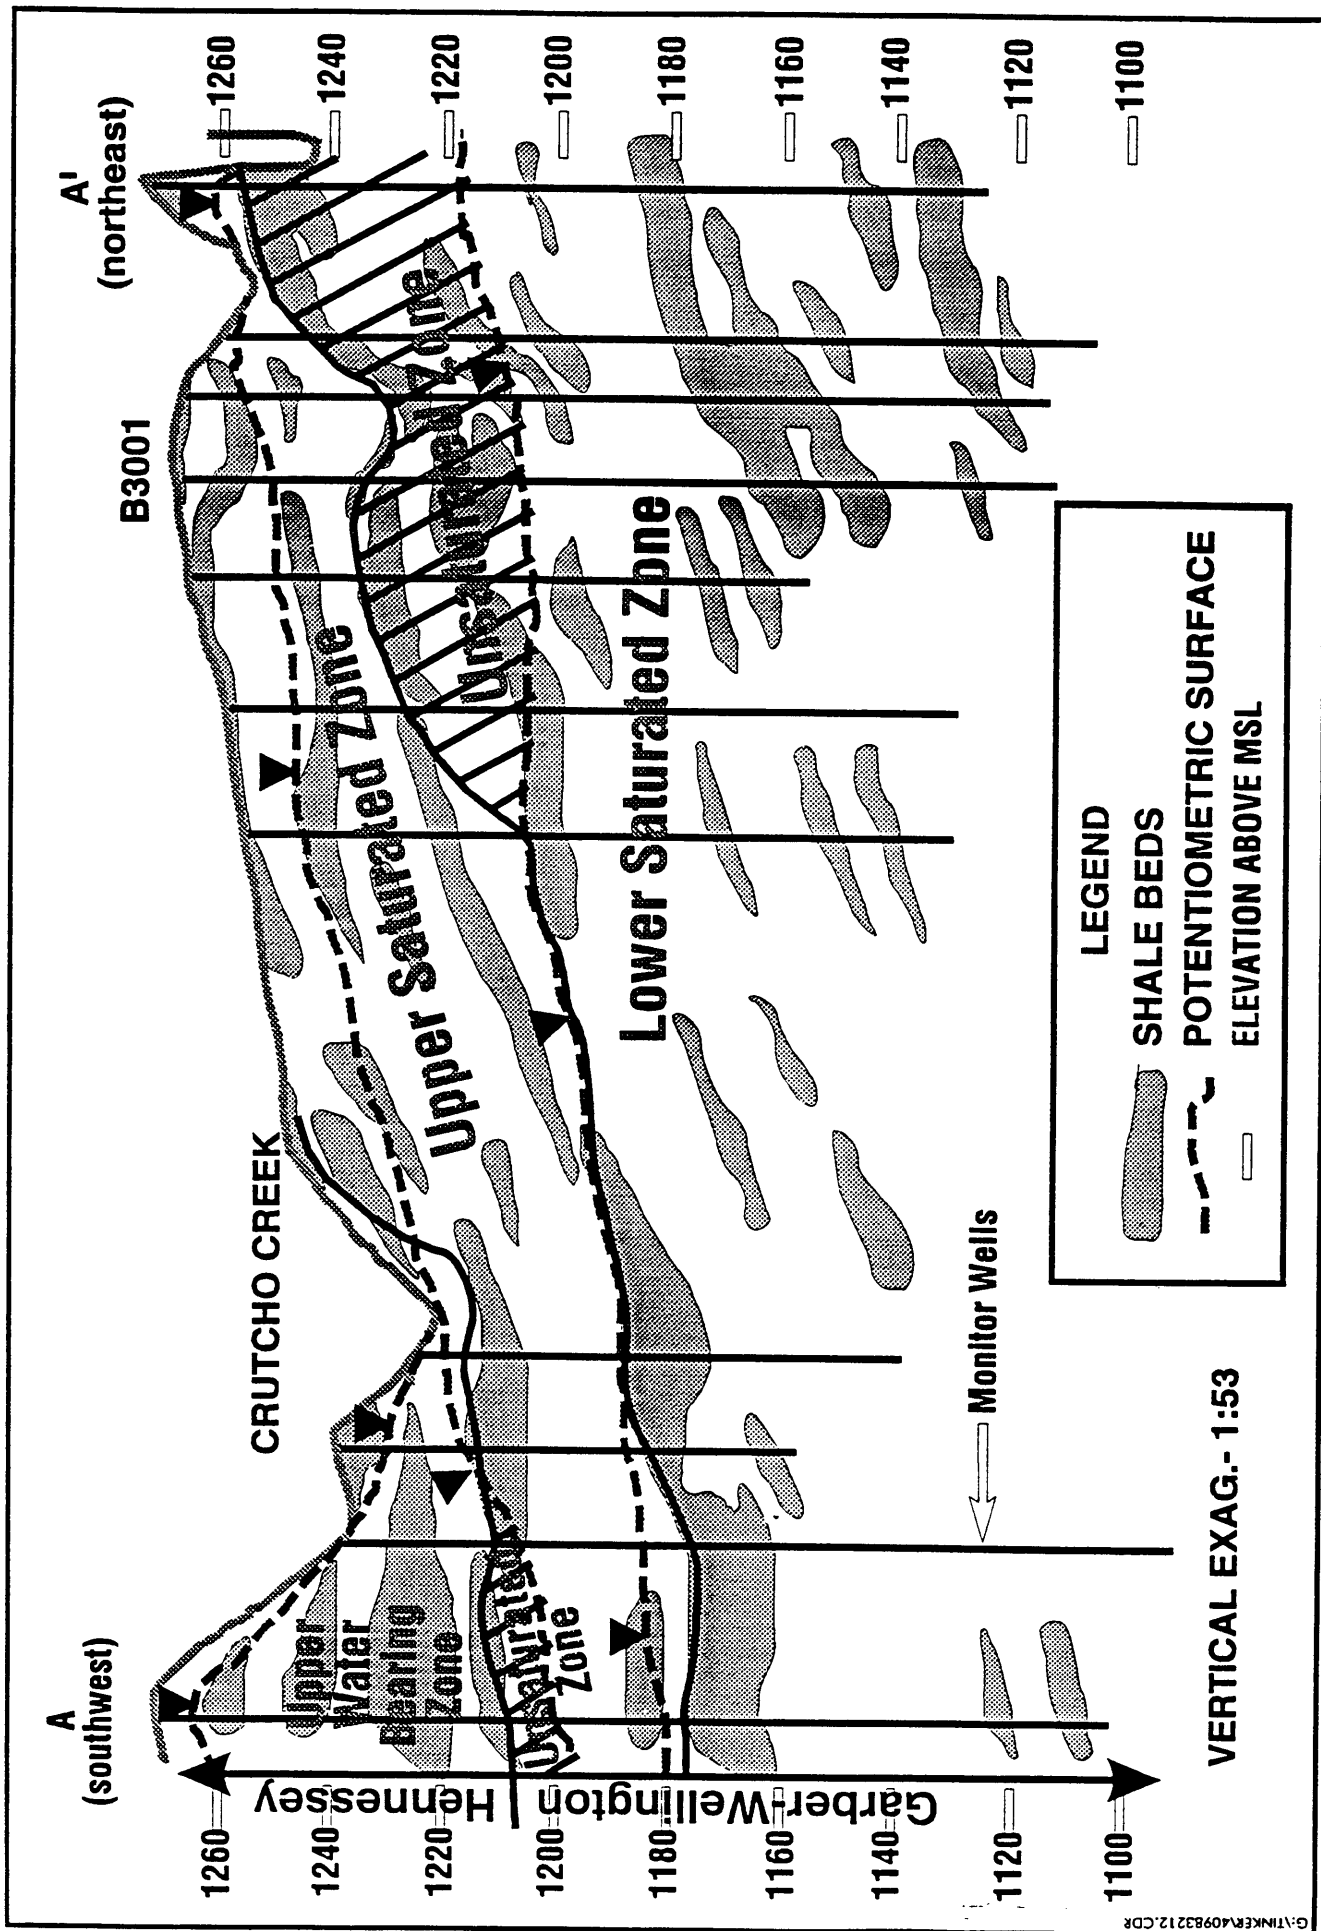 A
(southwest)
A'
(northeast)
CRUTCHO CREEK
B3001
1260
1240
1220
1200
1180
1160
1140
1120
1100
Hennessey
Garber-Wellington
Upper
Water
Bearing
Zone
Unsaturated
Zone
Upper Saturated Zone
Unsaturated Zone
Lower Saturated Zone
1260
1240
1220
1200
1180
1160
1140
1120
1100
Monitor Wells
VERTICAL EXAG.- 1:53
LEGEND
SHALE BEDS
POTENTIOMETRIC SURFACE
ELEVATION ABOVE MSL
G:\TINKER\40983212.CDR